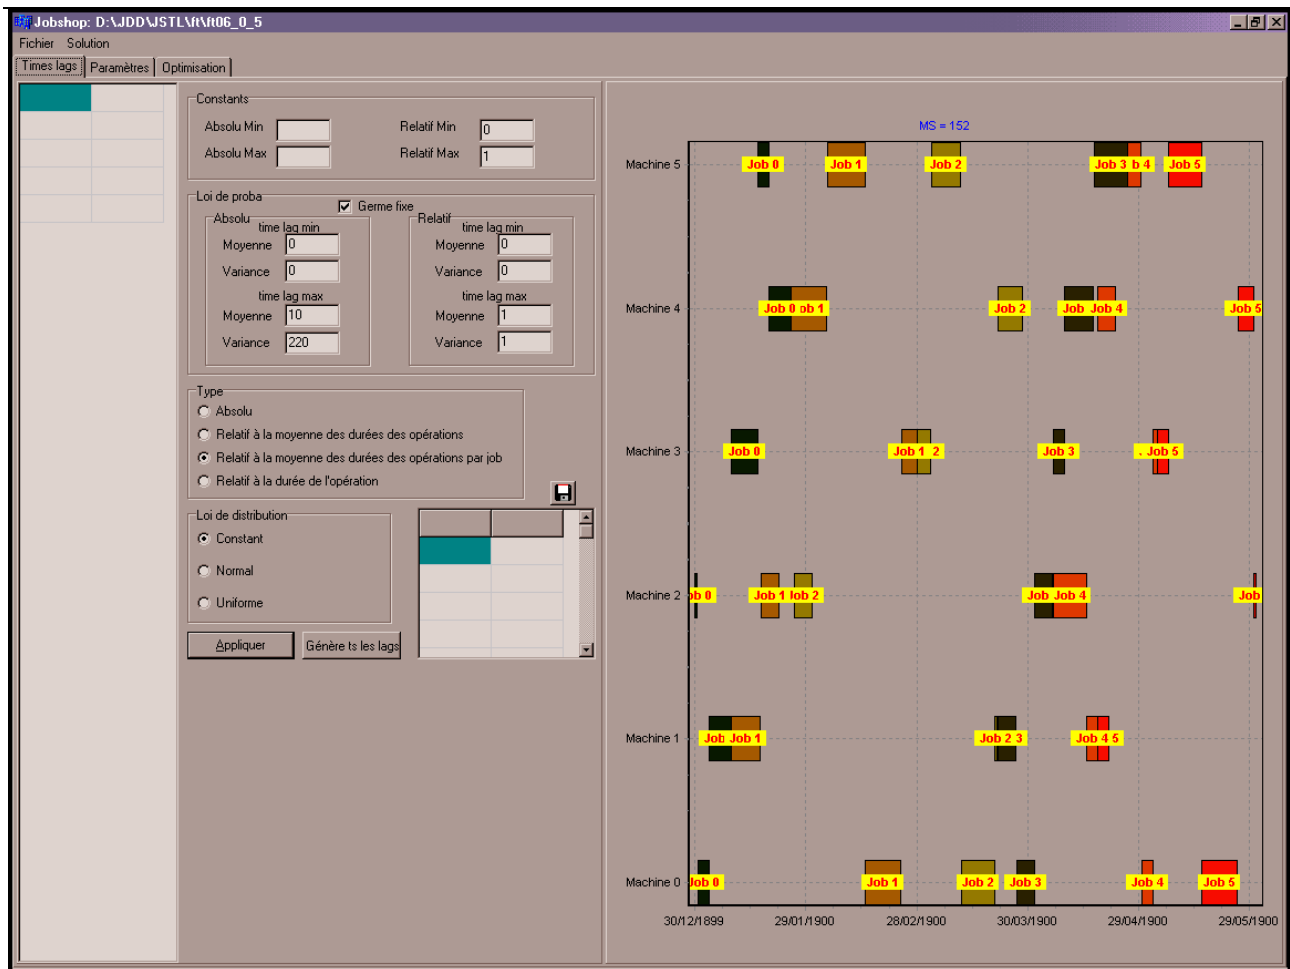 Jobshop: D:\JDD\JSTL\ft\ft06_0_5
Fichier Solution
Times lags Paramètres Optimisation
Constants
Absolu Min Relatif Min 0
Absolu Max Relatif Max 1
Loi de proba
Germe fixe
Absolu Relatif
time lag min time lag min
Moyenne 0 Moyenne 0
Variance 0 Variance 0
time lag max time lag max
Moyenne 10 Moyenne 1
Variance 220 Variance 1
Type
Absolu
Relatif à la moyenne des durées des opérations
Relatif à la moyenne des durées des opérations par job
Relatif à la durée de l'opération
Loi de distribution
Constant
Normal
Uniforme
Appliquer Génère ts les lags
MS = 152
Machine 5 Job 0 Job 1 Job 2 Job 3 b 4 Job 5
Machine 4 Job 0 ob 1 Job 2 Job Job 4 Job 5
Machine 3 Job 0 Job 1 2 Job 3 . Job 5
Machine 2 ob 0 Job 1 Job 2 Job Job 4 Job
Machine 1 Job Job 1 Job 2 3 Job 4 5
Machine 0 Job 0 Job 1 Job 2 Job 3 Job 4 Job 5
30/12/1899 29/01/1900 28/02/1900 30/03/1900 29/04/1900 29/05/1900